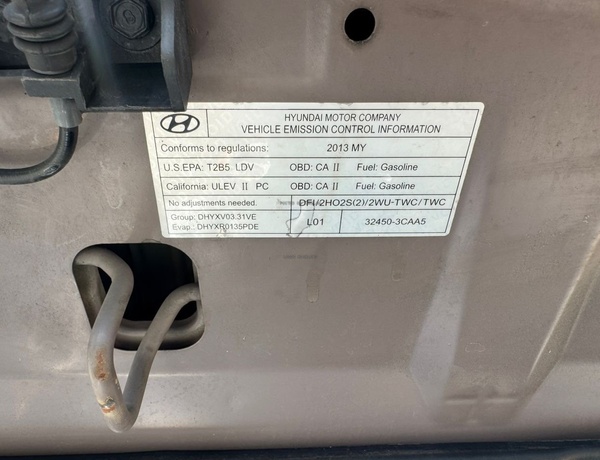 HYUNDAI MOTOR COMPANY
VEHICLE EMISSION CONTROL INFORMATION
Conforms to regulations: 2013 MY
U.S.EPA: T2B5 LDV OBD: CA II Fuel: Gasoline
California: ULEV II PC OBD: CA II Fuel: Gasoline
No adjustments needed. DFI/2HO2S(2)/2WU-TWC/TWC
Group: DHYXV03.31VE L01 32450-3CAA5
Evap.: DHYXR0135PDE